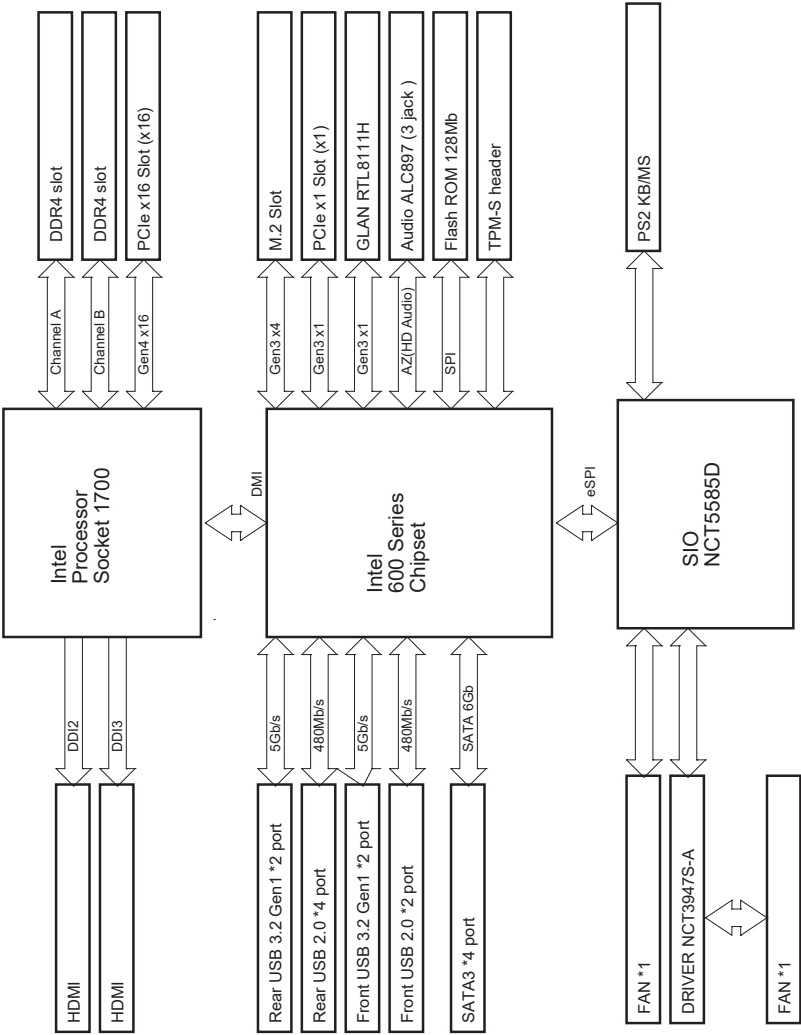 DDR4 slot
DDR4 slot
PCIe x16 Slot (x16)
Channel A
Channel B
Gen4 x16
Intel
Processor
Socket 1700
DDI2
DDI3
HDMI
HDMI
DMI
M.2 Slot
PCIe x1 Slot (x1)
GLAN RTL8111H
Audio ALC897 (3 jack )
Flash ROM 128Mb
TPM-S header
Gen3 x4
Gen3 x1
Gen3 x1
AZ(HD Audio)
SPI
Intel
600 Series
Chipset
5Gb/s
480Mb/s
5Gb/s
480Mb/s
SATA 6Gb
Rear USB 3.2 Gen1 *2 port
Rear USB 2.0 *4 port
Front USB 3.2 Gen1 *2 port
Front USB 2.0 *2 port
SATA3 *4 port
eSPI
PS2 KB/MS
SIO
NCT5585D
FAN *1
DRIVER NCT3947S-A
FAN *1